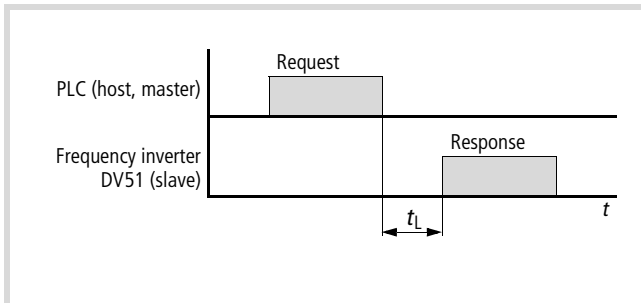 Request
PLC (host, master)
Response
Frequency inverter
DV51 (slave)
t
tL